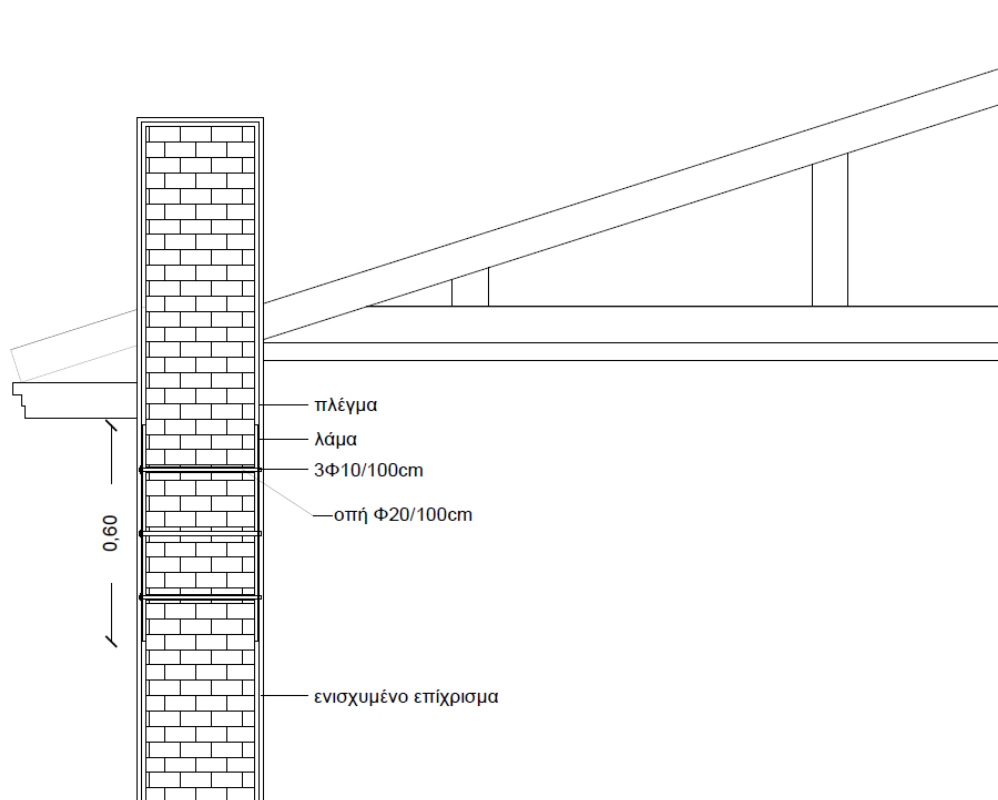 πλέγμα
λάμα
3Φ10/100cm
οπή Φ20/100cm
0,60
ενισχυμένο επίχρισμα